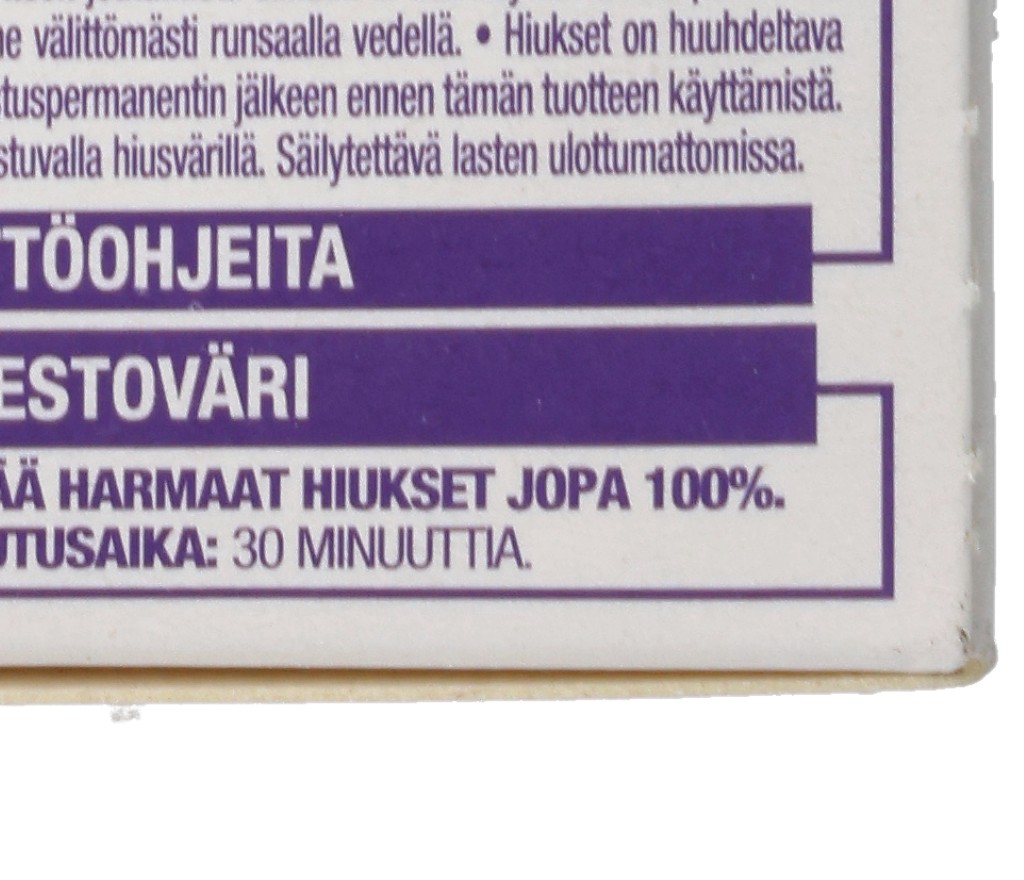 välittömästi runsaalla vedellä. • Hiukset on huuhdeltava
tuspermanentin jälkeen ennen tämän tuotteen käyttämistä.
stuvalla hiusvärillä. Säilytettävä lasten ulottumattomissa.
TÖOHJEITA
ESTOVÄRI
ÄÄ HARMAAT HIUKSET JOPA 100%.
UTUSAIKA: 30 MINUUTTIA.